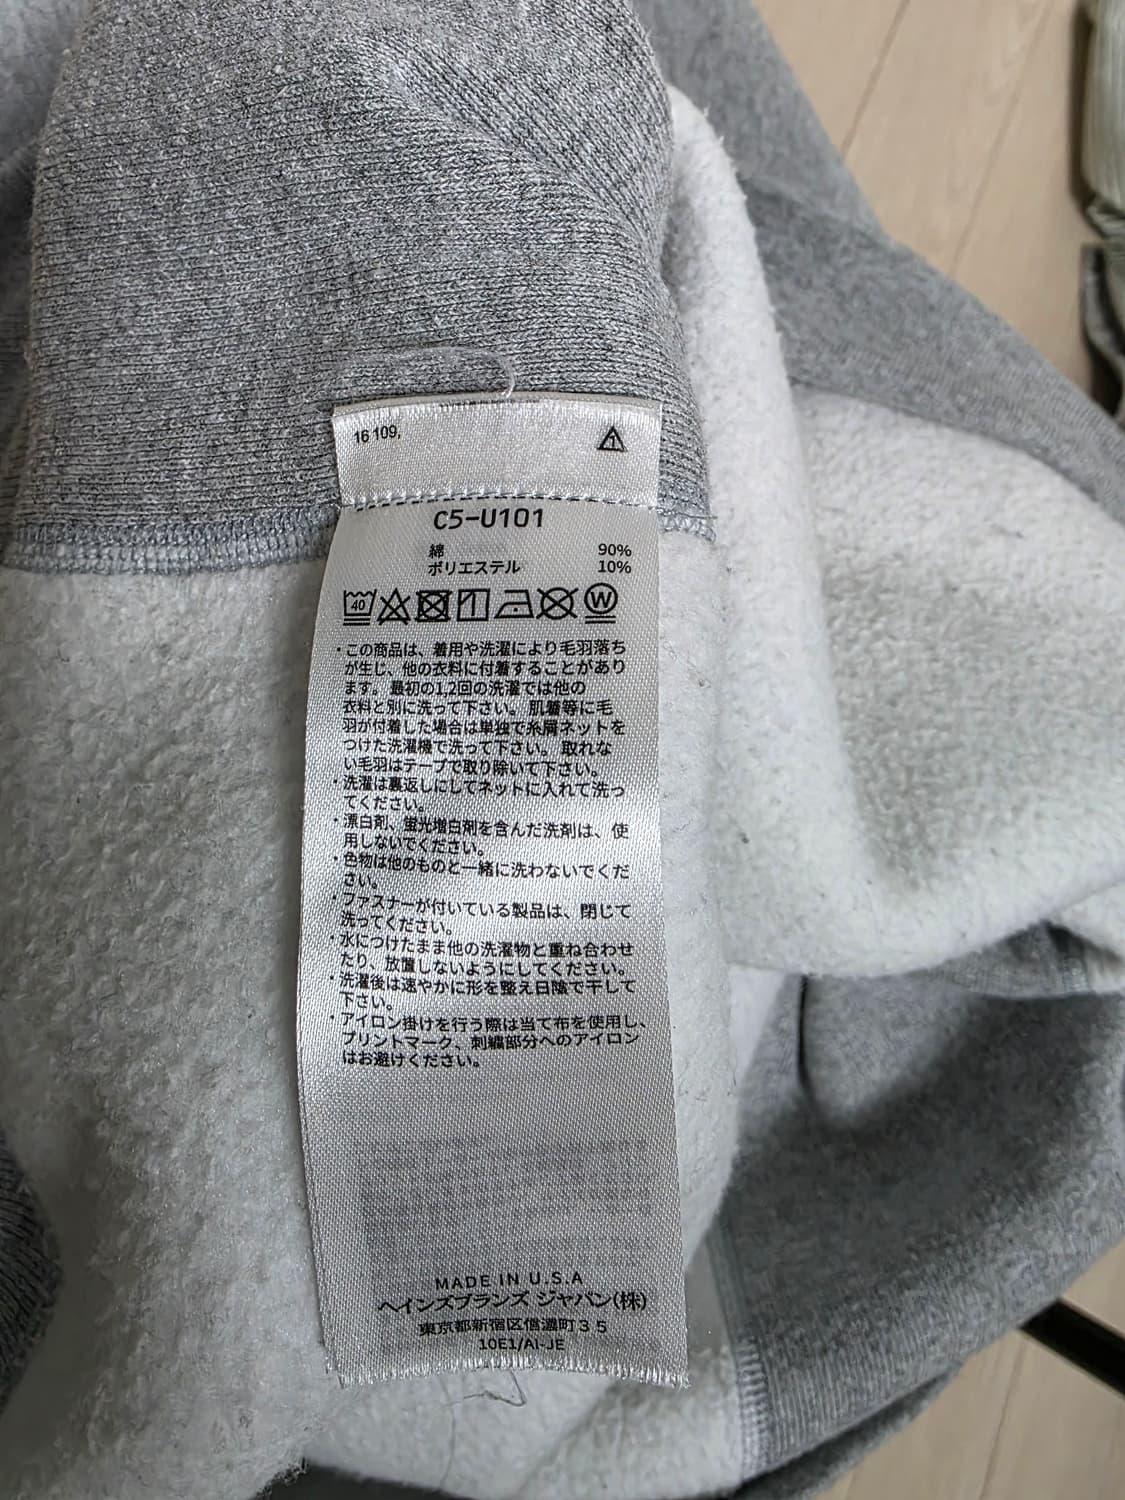 16 109,
1
C5-U101
綿 90%
ポリエステル 10%
40 W
・この商品は、着用や洗濯により毛羽落ち
が生じ、他の衣料に付着することがあり
ます。最初の1,2回の洗濯では他の
衣料と別に洗って下さい。肌着等に毛
羽が付着した場合は単独で糸屑ネットを
つけた洗濯機で洗って下さい。取れな
い毛羽はテープで取り除いて下さい。
・洗濯は裏返しにしてネットに入れて洗っ
てください。
・漂白剤、蛍光増白剤を含んだ洗剤は、使
用しないでください。
・色物は他のものと一緒に洗わないでくだ
さい。
・ファスナーが付いている製品は、閉じて
洗ってください。
・水につけたまま他の洗濯物と重ね合わせ
たり、放置しないようにしてください。
・洗濯後は速やかに形を整え日陰で干して
下さい。
・アイロン掛けを行う際は当て布を使用し、
プリントマーク、刺繍部分へのアイロン
はお避けください。
MADE IN U.S.A
ヘインズブランズ ジャパン(株)
東京都新宿区信濃町35
10E1/AI-JE